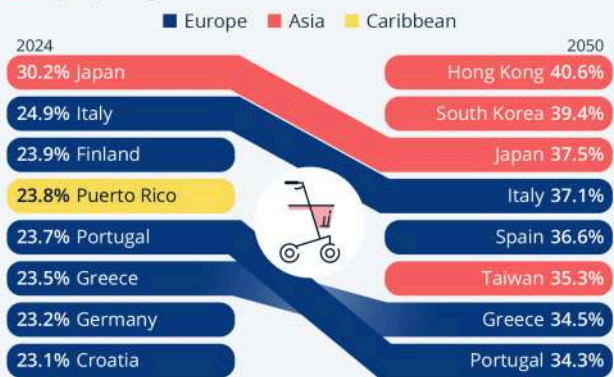 Europe Asia Caribbean
2024 2050
30.2% Japan Hong Kong 40.6%
24.9% Italy South Korea 39.4%
23.9% Finland Japan 37.5%
23.8% Puerto Rico Italy 37.1%
23.7% Portugal Spain 36.6%
23.5% Greece Taiwan 35.3%
23.2% Germany Greece 34.5%
23.1% Croatia Portugal 34.3%